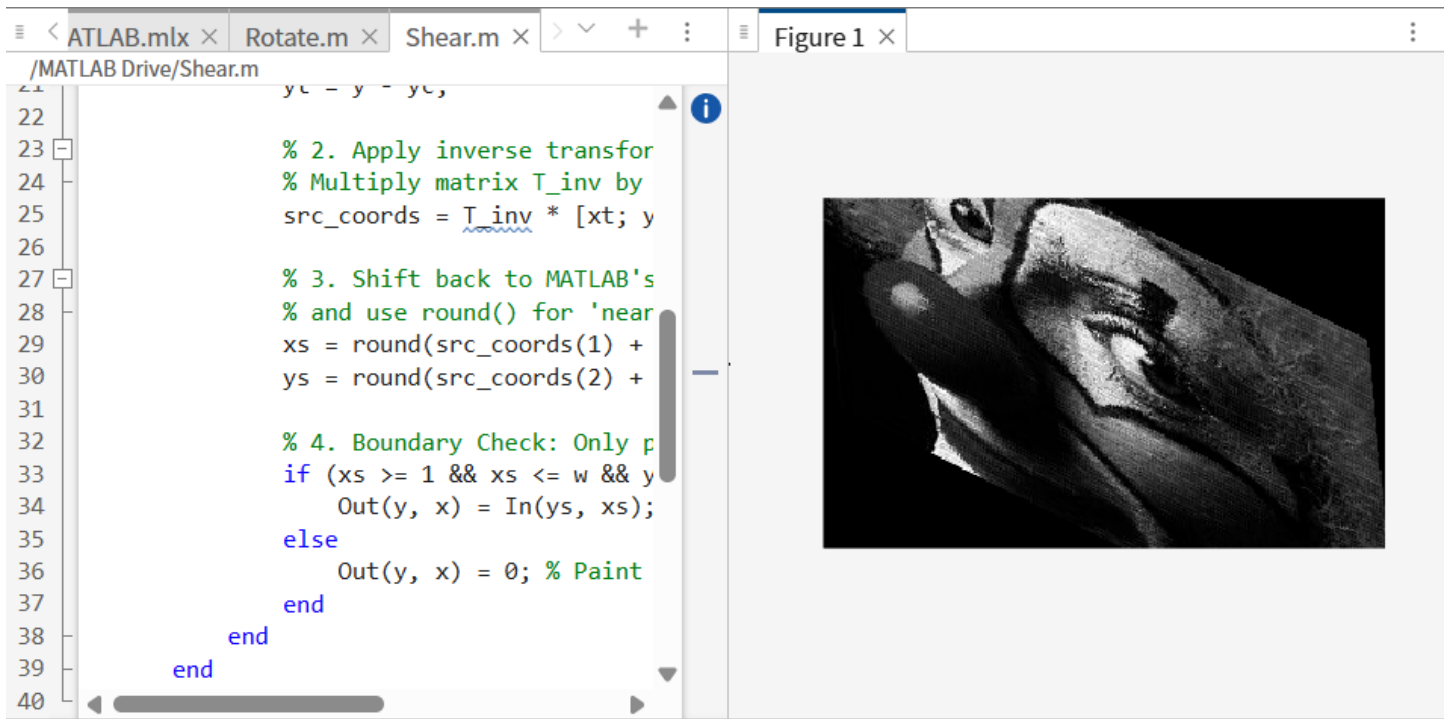 ATLAB.mlx × Rotate.m × Shear.m ×
Figure 1 ×
/MATLAB Drive/Shear.m
21 yt = y - yc;
22
23 % 2. Apply inverse transfor
24 % Multiply matrix T_inv by
25 src_coords = T_inv * [xt; y
26
27 % 3. Shift back to MATLAB's
28 % and use round() for 'near
29 xs = round(src_coords(1) +
30 ys = round(src_coords(2) +
31
32 % 4. Boundary Check: Only p
33 if (xs >= 1 && xs <= w && y
34 Out(y, x) = In(ys, xs);
35 else
36 Out(y, x) = 0; % Paint
37 end
38 end
39 end
40